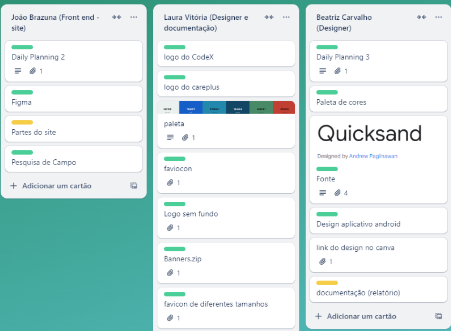 João Brazuna (Front end -
site)
Daily Planning 2
1
Figma
Partes do site
Pesquisa de Campo
+ Adicionar um cartão
Laura Vitória (Designer e
documentação)
logo do CodeX
logo do careplus
paleta
1
faviocon
1
Logo sem fundo
1
Banners.zip
1
favicon de diferentes tamanhos
1
Beatriz Carvalho
(Designer)
Daily Planning 3
1
Paleta de cores
Quicksand
Designed by Andrew Paglinawan
Fonte
4
Design aplicativo android
link do design no canva
1
documentação (relatório)
+ Adicionar um cartão